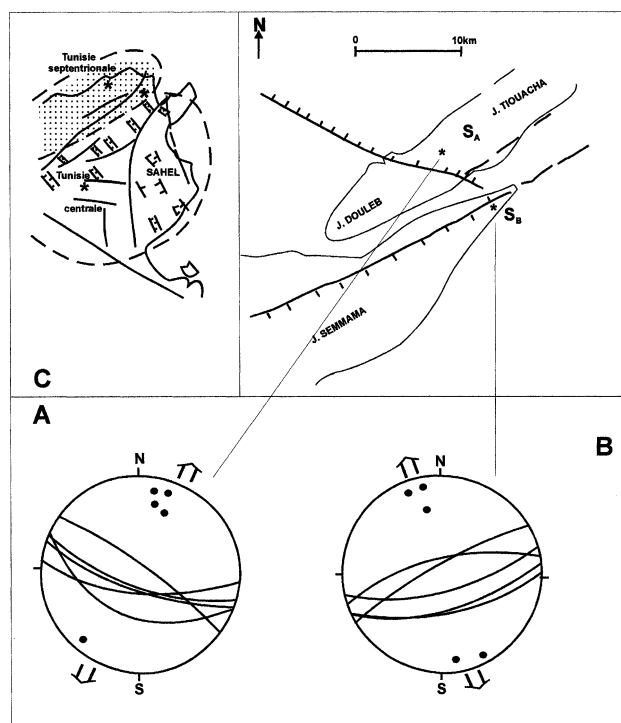 Tunisie
septentrionale
*
*
SAHEL
Tunisie
*
centrale
C
N
0 10km
J. TIOUACHA
SA
*
J. DOULEB
* SB
J. SEMMAMA
A
N
S
B
N
S